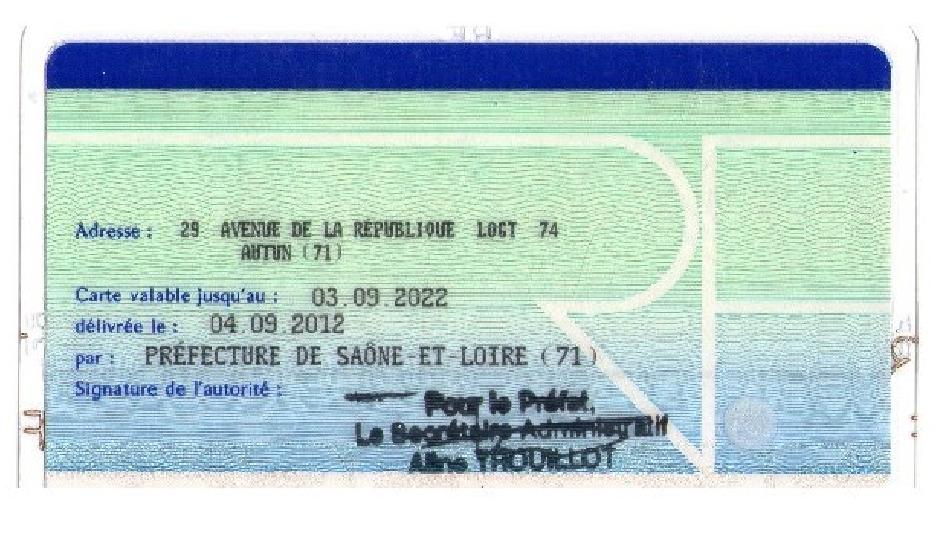 Adresse : 29 AVENUE DE LA RÉPUBLIQUE LOGT 74
AUTUN (71)
Carte valable jusqu'au : 03.09.2022
délivrée le : 04.09.2012
par : PRÉFECTURE DE SAÔNE-ET-LOIRE (71)
Signature de l'autorité :
Pour le Préfet,
Le Secrétaire Administratif
Aline TROUILLOT
RF